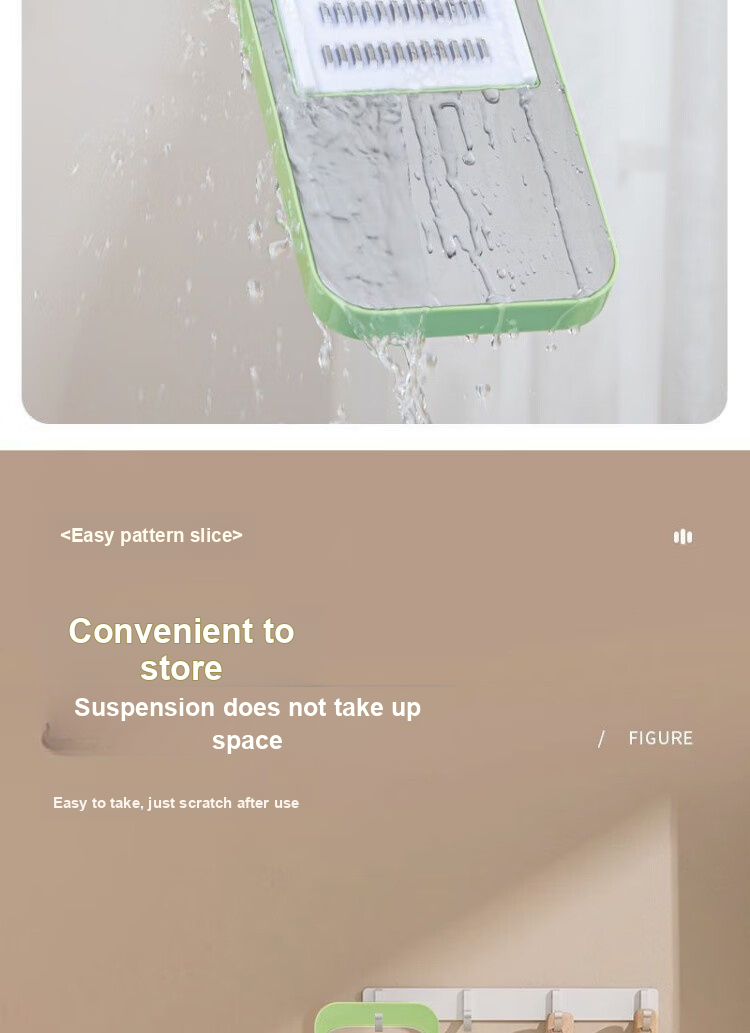 <Easy pattern slice>
Convenient to
store
Suspension does not take up
space
/ FIGURE
Easy to take, just scratch after use